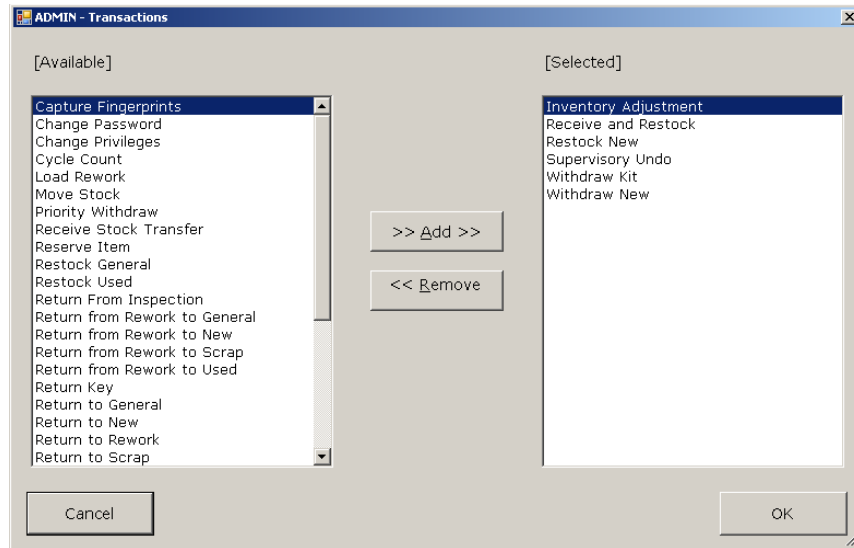 ADMIN - Transactions
[Available]
[Selected]
Capture Fingerprints
Change Password
Change Privileges
Cycle Count
Load Rework
Move Stock
Priority Withdraw
Receive Stock Transfer
Reserve Item
Restock General
Restock Used
Return From Inspection
Return from Rework to General
Return from Rework to New
Return from Rework to Scrap
Return from Rework to Used
Return Key
Return to General
Return to New
Return to Rework
Return to Scrap
>> Add >>
<< Remove
Inventory Adjustment
Receive and Restock
Restock New
Supervisory Undo
Withdraw Kit
Withdraw New
Cancel
OK